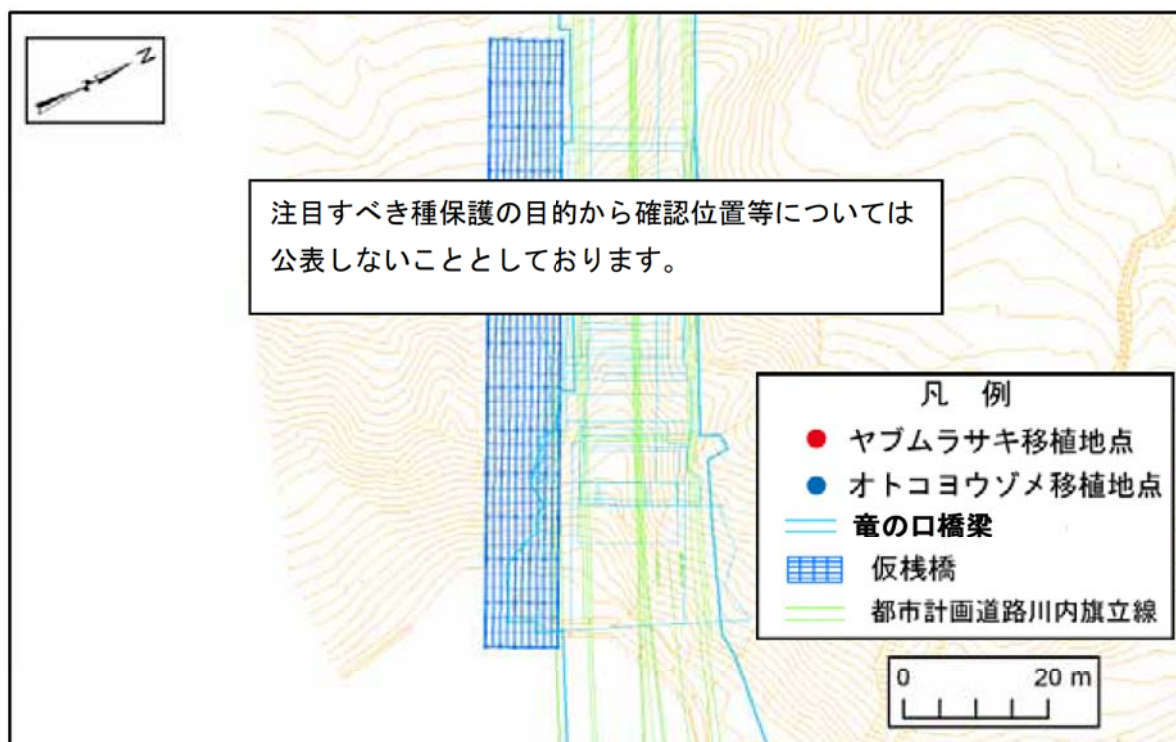 N
注目すべき種保護の目的から確認位置等については
公表しないこととしております。
凡 例
ヤブムラサキ移植地点
オトコヨウゾメ移植地点
竜の口橋梁
仮桟橋
都市計画道路川内旗立線
0 20 m